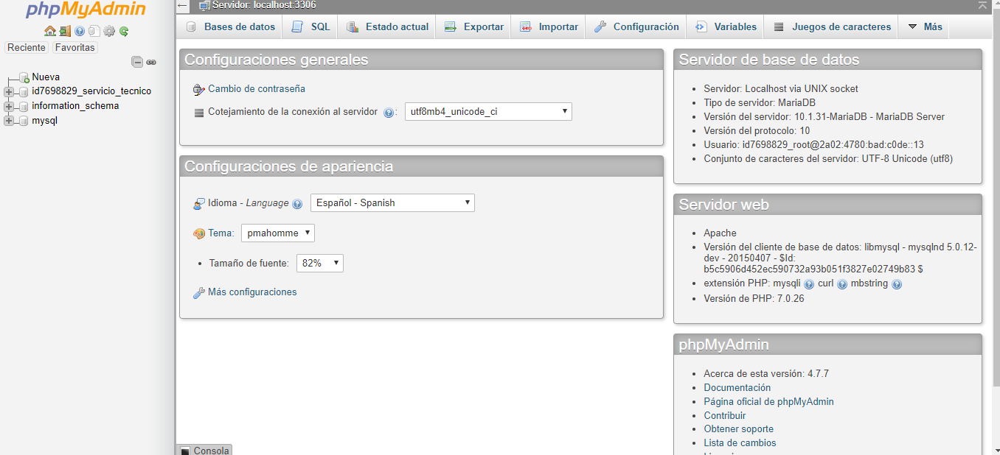 phpMyAdmin
Reciente Favoritas
Nueva
id7698829_servicio_tecnico
information_schema
mysql
Servidor: localhost:3306
Bases de datos SQL Estado actual Exportar Importar Configuración Variables Juegos de caracteres Más
Configuraciones generales
Cambio de contraseña
Cotejamiento de la conexión al servidor : utf8mb4_unicode_ci
Configuraciones de apariencia
Idioma - Language Español - Spanish
Tema: pmahomme
Tamaño de fuente: 82%
Más configuraciones
Servidor de base de datos
Servidor: Localhost via UNIX socket
Tipo de servidor: MariaDB
Versión del servidor: 10.1.31-MariaDB - MariaDB Server
Versión del protocolo: 10
Usuario: id7698829_root@2a02:4780:bad:c0de::13
Conjunto de caracteres del servidor: UTF-8 Unicode (utf8)
Servidor web
Apache
Versión del cliente de base de datos: libmysql - mysqlnd 5.0.12-
dev - 20150407 - $Id:
b5c5906d452ec590732a93b051f3827e02749b83 $
extensión PHP: mysqli curl mbstring
Versión de PHP: 7.0.26
phpMyAdmin
Acerca de esta versión: 4.7.7
Documentación
Página oficial de phpMyAdmin
Contribuir
Obtener soporte
Lista de cambios
Consola